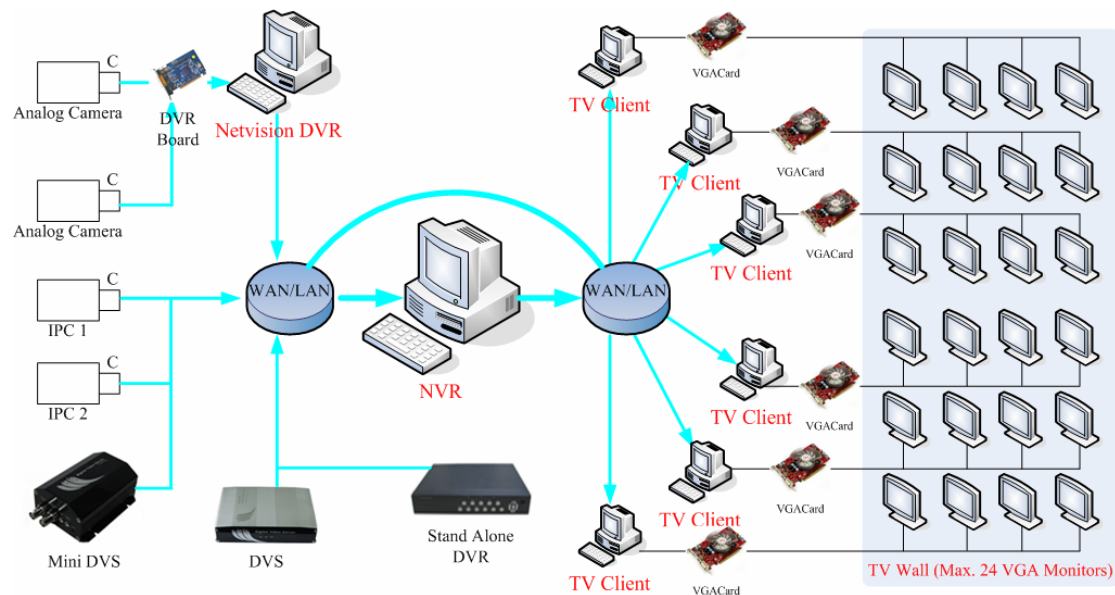 C
Analog Camera
DVR
Board
Netvision DVR
C
Analog Camera
C
IPC 1
C
IPC 2
Mini DVS
DVS
Stand Alone
DVR
WAN/LAN
NVR
WAN/LAN
TV Client
VGACard
TV Client
VGACard
TV Client
VGACard
TV Client
VGACard
TV Client
VGACard
TV Client
VGACard
TV Wall (Max. 24 VGA Monitors)